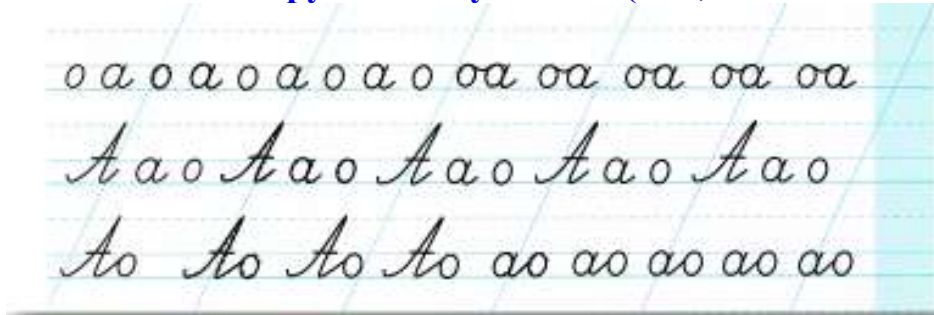 о а о а о а о а о оа оа оа оа оа
А а о А а о А а о А а о А а о
Ао Ао Ао Ао ао ао ао ао ао